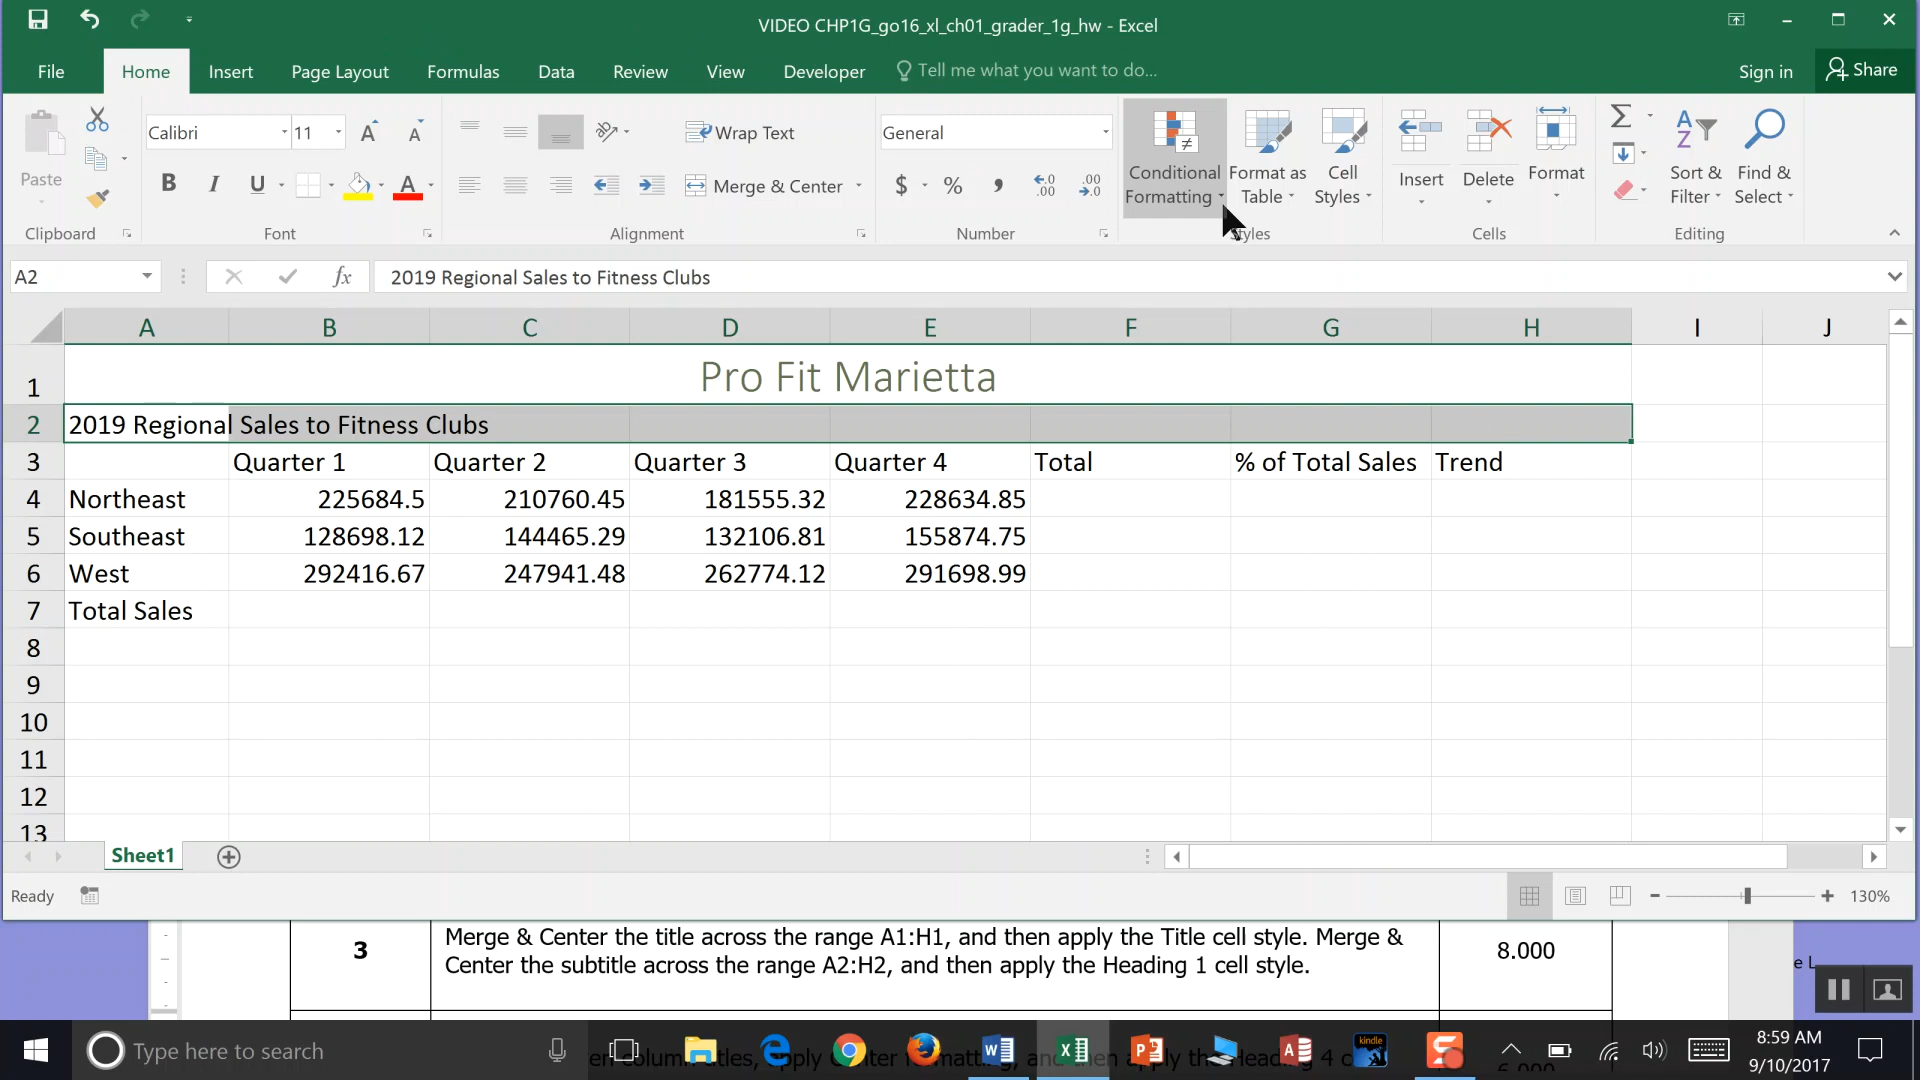 VIDEO CHP1G_go16_xl_ch01_grader_1g_hw - Excel
File Home Insert Page Layout Formulas Data Review View Developer Tell me what you want to do... Sign in Share
Calibri 11 Wrap Text General
Paste Conditional Formatting Format as Table Cell Styles Insert Delete Format Sort & Filter Find & Select
B I U A Merge & Center $ % , .00 .0
Clipboard Font Alignment Number Styles Cells Editing
A2 fx 2019 Regional Sales to Fitness Clubs
A B C D E F G H I J
1 Pro Fit Marietta
2 2019 Regional Sales to Fitness Clubs
3 Quarter 1 Quarter 2 Quarter 3 Quarter 4 Total % of Total Sales Trend
4 Northeast 225684.5 210760.45 181555.32 228634.85
5 Southeast 128698.12 144465.29 132106.81 155874.75
6 West 292416.67 247941.48 262774.12 291698.99
7 Total Sales
8
9
10
11
12
13
Sheet1
Ready 130%
3 Merge & Center the title across the range A1:H1, and then apply the Title cell style. Merge & 8.000
Center the subtitle across the range A2:H2, and then apply the Heading 1 cell style.
Type here to search kindle 8:59 AM
9/10/2017